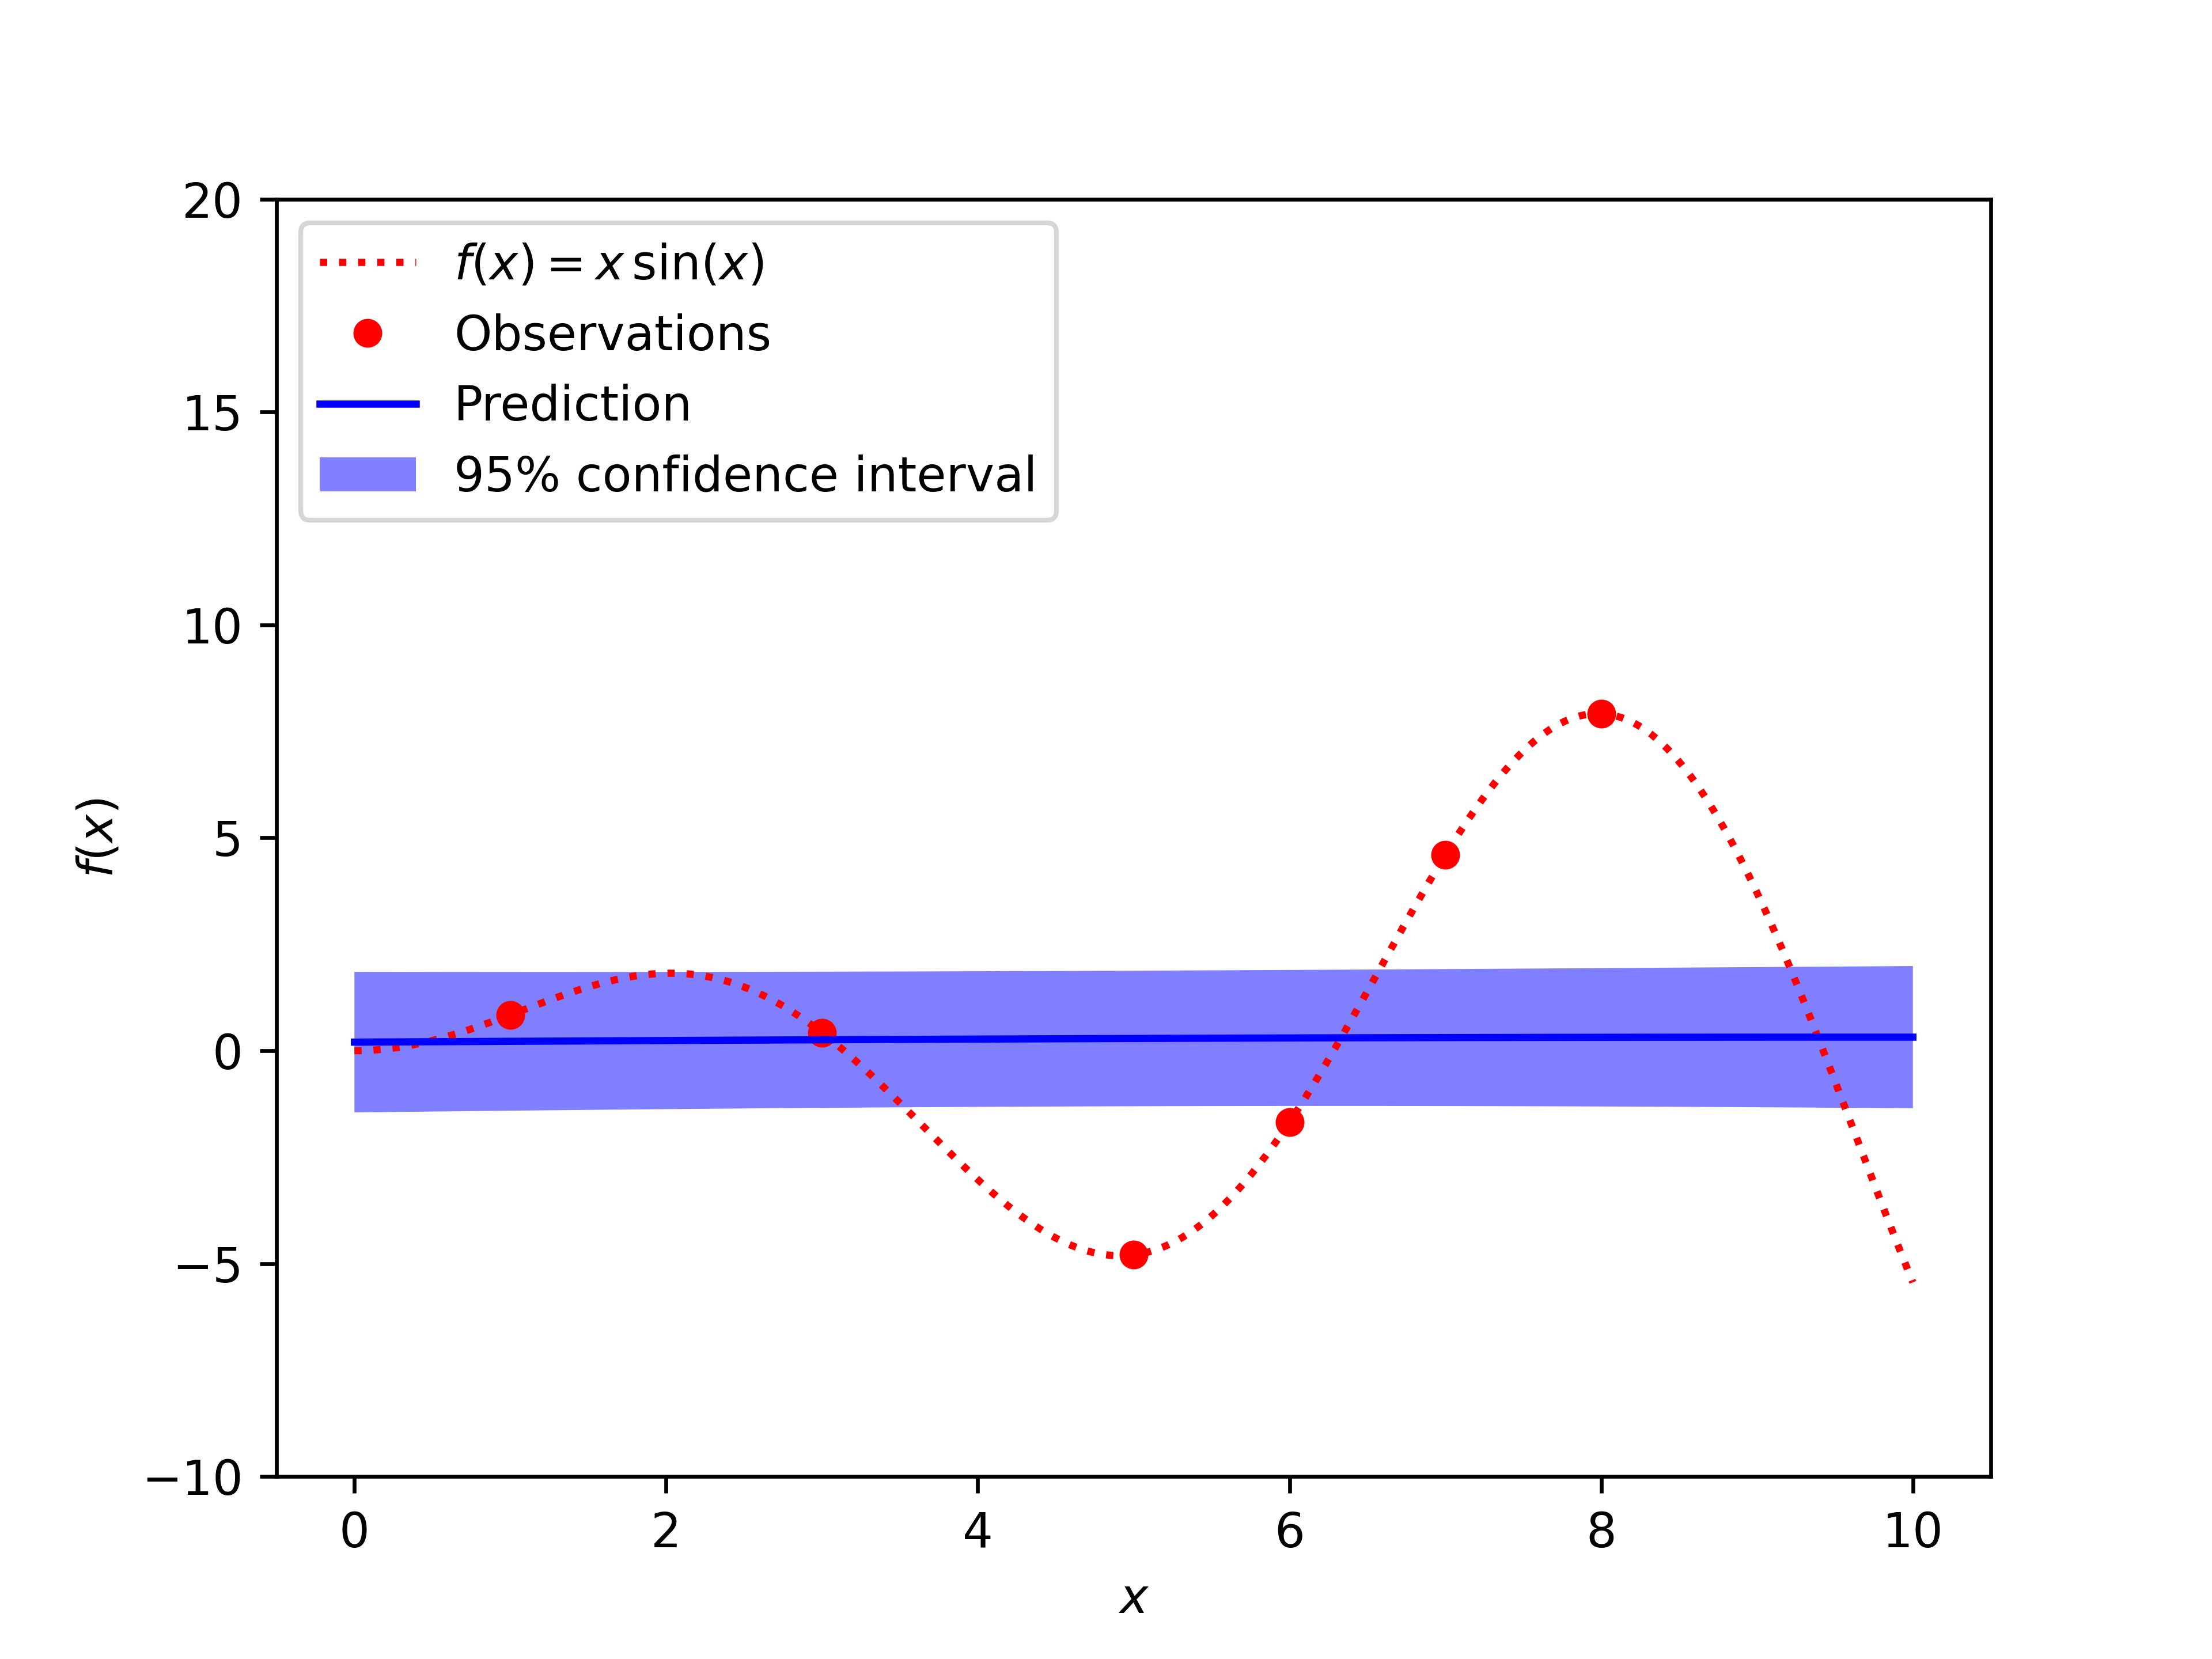 f(x) = x sin(x)
Observations
Prediction
95% confidence interval
20
15
10
5
0
−5
−10
f(x)
0 2 4 6 8 10
x